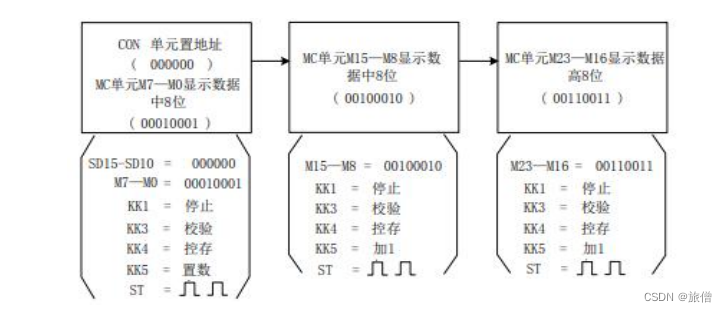 CON 单元置地址
( 000000 )
MC单元M7—M0显示数据
中8位
( 00010001 )
MC单元M15—M8显示数
据中8位
( 00100010 )
MC单元M23—M16显示数据
高8位
( 00110011 )
SD15-SD10 = 000000
M7—M0 = 00010001
KK1 = 停止
KK3 = 校验
KK4 = 控存
KK5 = 置数
ST =
M15—M8 = 00100010
KK1 = 停止
KK3 = 校验
KK4 = 控存
KK5 = 加1
ST =
M23—M16 = 00110011
KK1 = 停止
KK3 = 校验
KK4 = 控存
KK5 = 加1
ST =
CSDN @旅僧